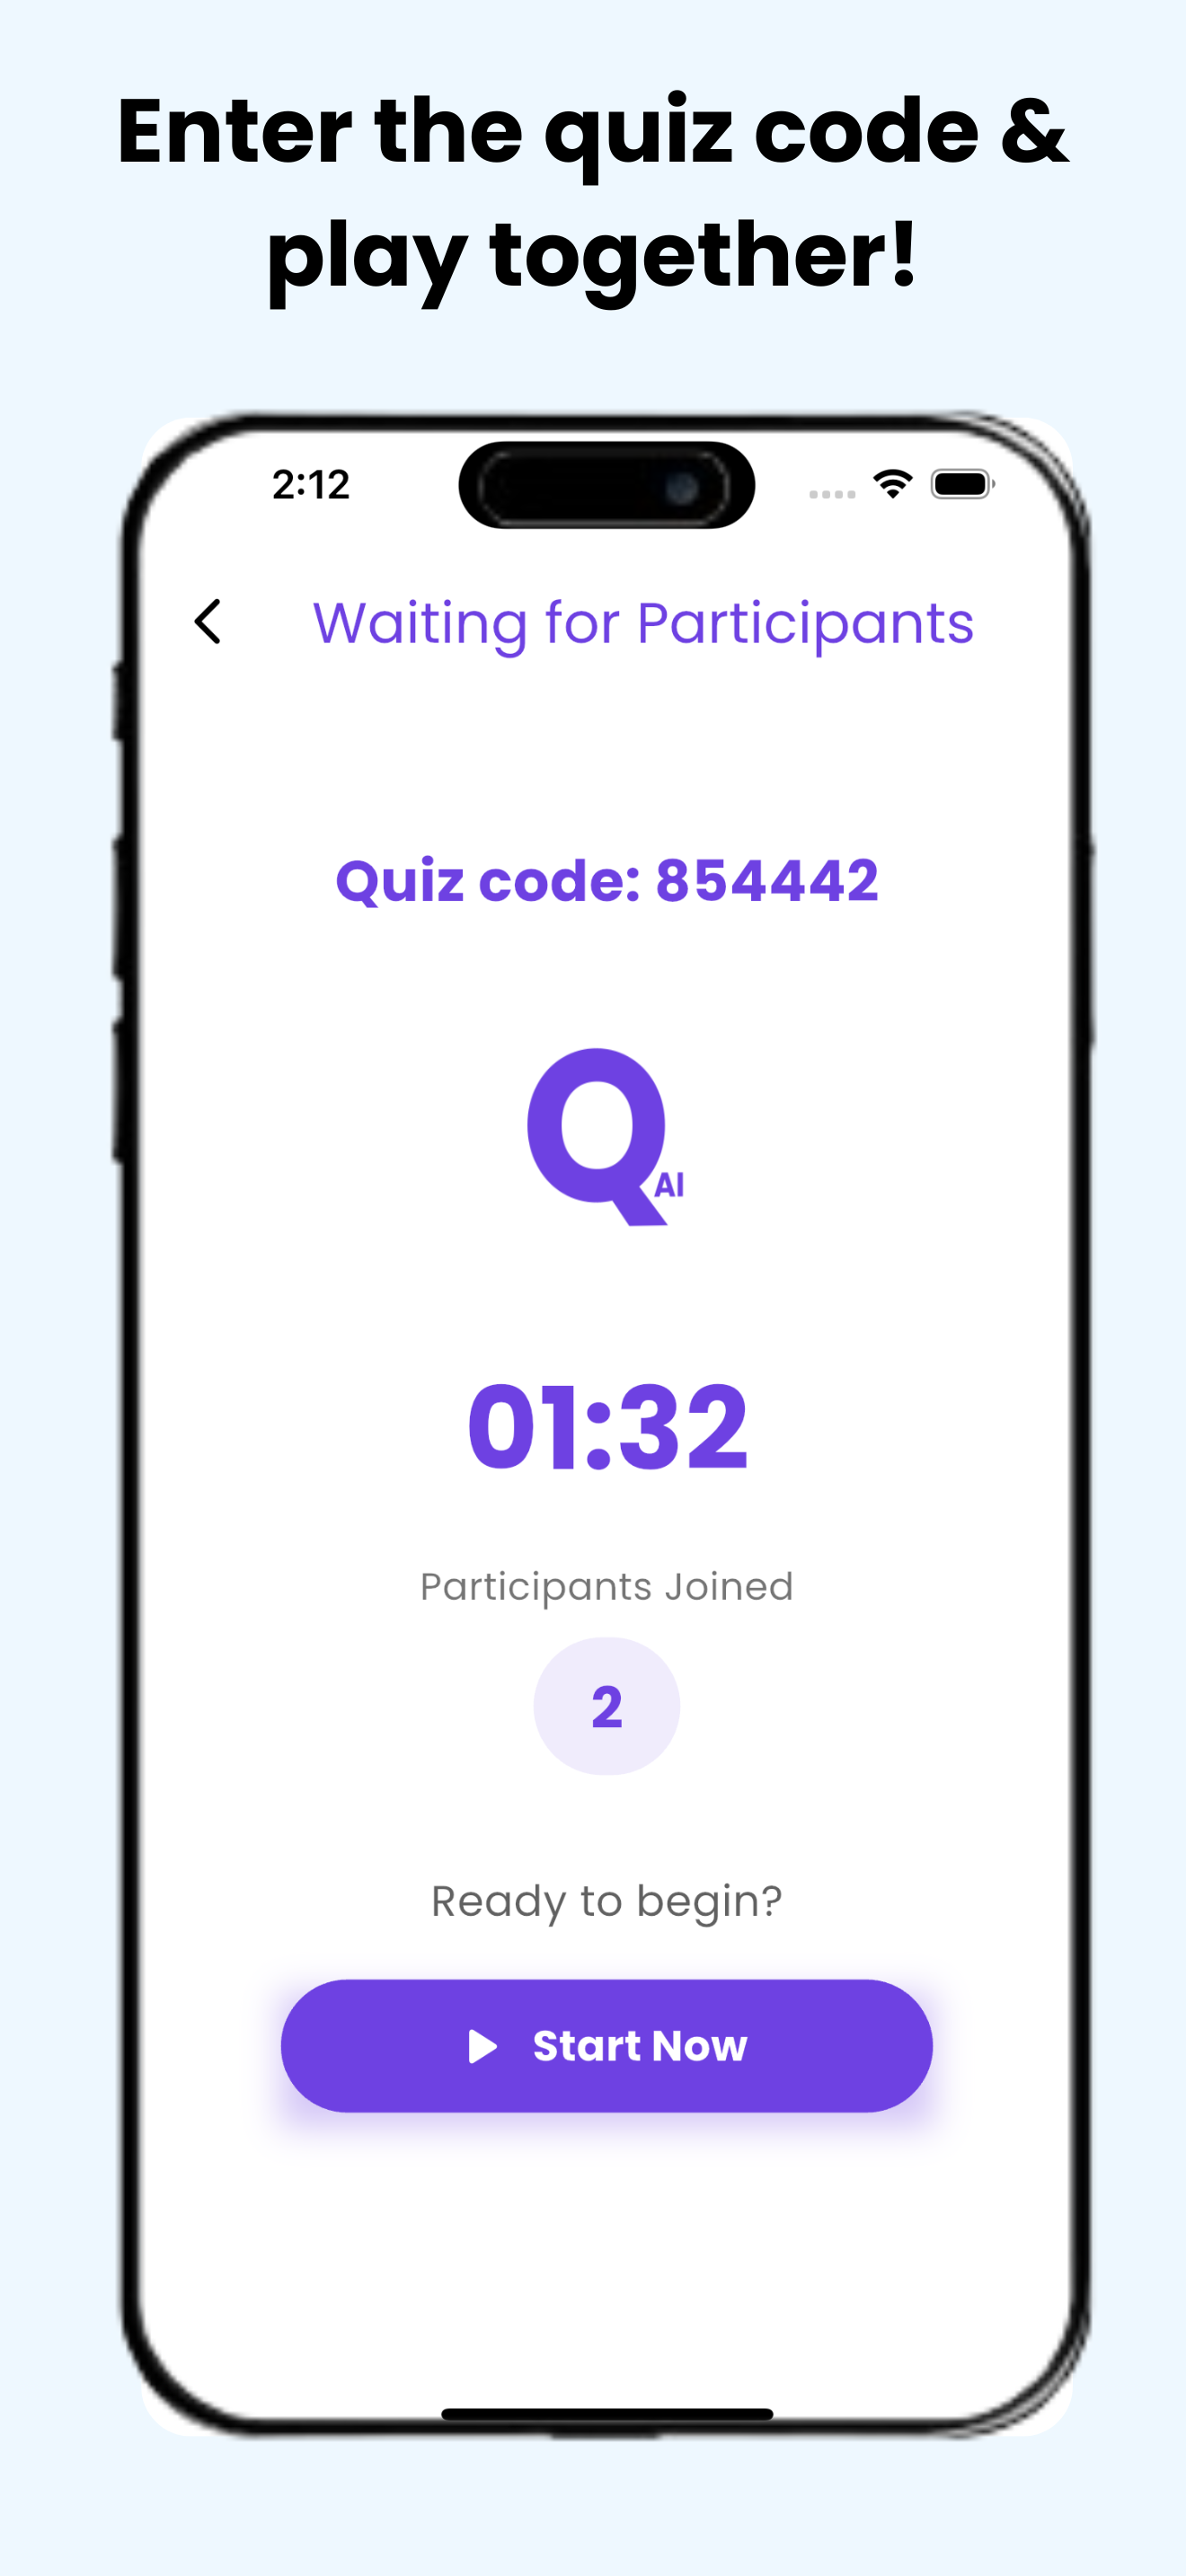 Enter the quiz code &
play together!
2:12
Waiting for Participants
Quiz code: 854442
Q AI
01:32
Participants Joined
2
Ready to begin?
Start Now